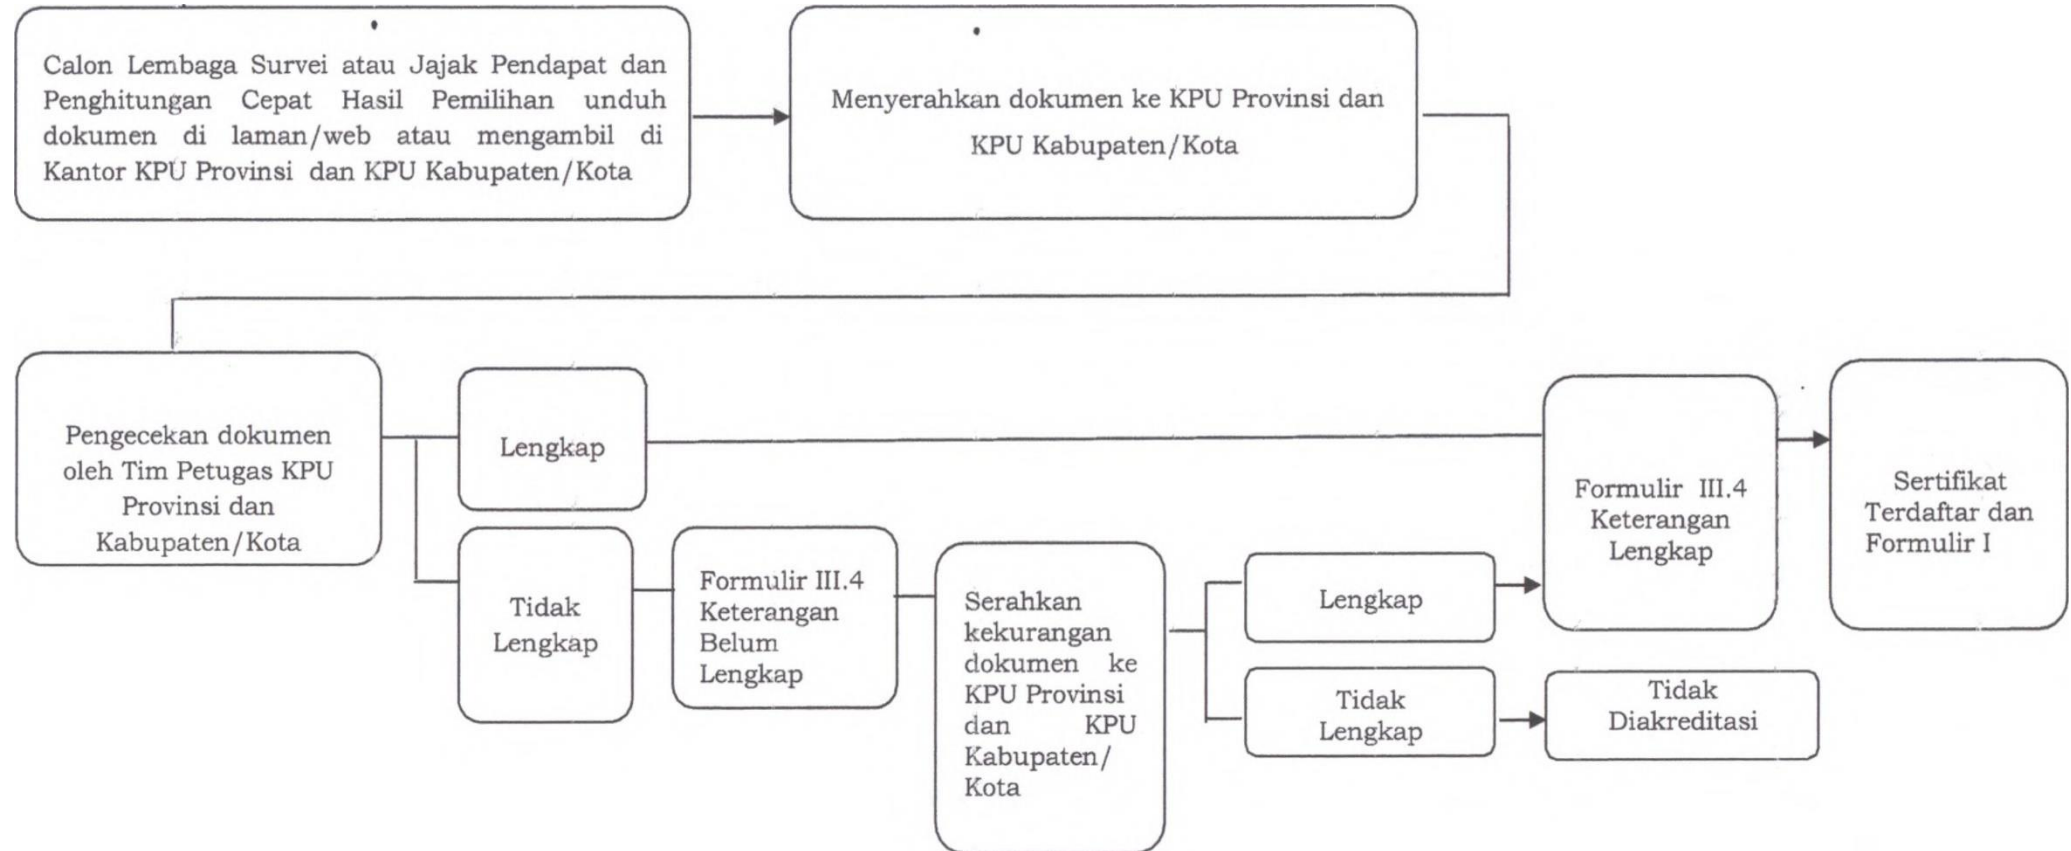 Calon Lembaga Survei atau Jajak Pendapat dan
Penghitungan Cepat Hasil Pemilihan unduh
dokumen di laman/web atau mengambil di
Kantor KPU Provinsi dan KPU Kabupaten/Kota
Menyerahkan dokumen ke KPU Provinsi dan
KPU Kabupaten/Kota
Pengecekan dokumen
oleh Tim Petugas KPU
Provinsi dan
Kabupaten/Kota
Lengkap
Tidak
Lengkap
Formulir III.4
Keterangan
Belum
Lengkap
Serahkan
kekurangan
dokumen ke
KPU Provinsi
dan KPU
Kabupaten/
Kota
Lengkap
Tidak
Lengkap
Formulir III.4
Keterangan
Lengkap
Tidak
Diakreditasi
Sertifikat
Terdaftar dan
Formulir I